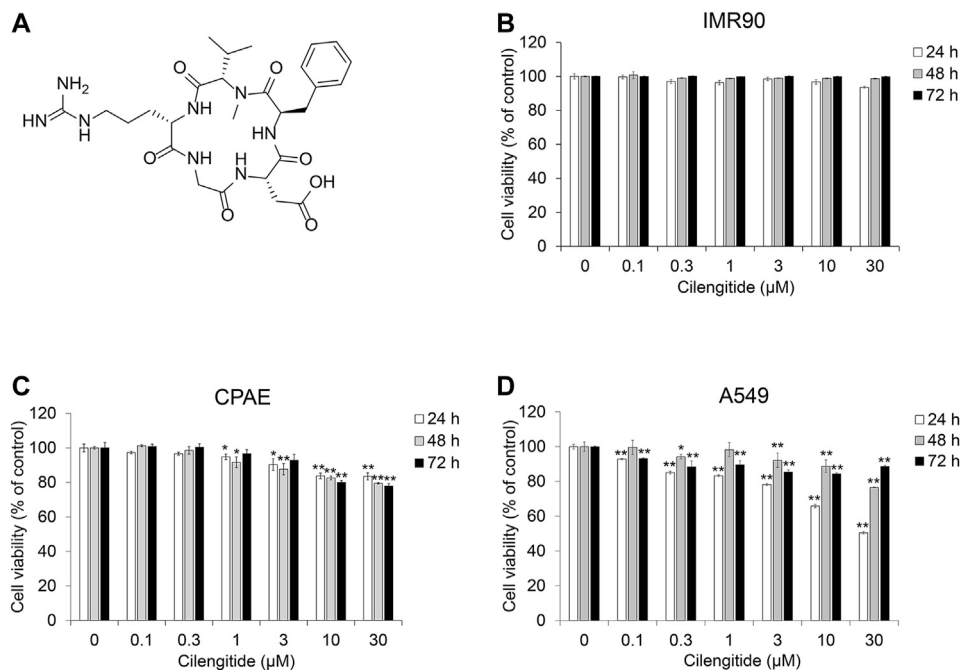 A
NH₂
HN
N
H
O
NH
N
O
HN
O
O
NH
H
N
O
O
OH
O
B
IMR90
Cell viability (% of control)
120
100
80
60
40
20
0
24 h
48 h
72 h
0 0.1 0.3 1 3 10 30
Cilengitide (µM)
C
CPAE
Cell viability (% of control)
120
100
80
60
40
20
0
* * * ** ** ** ** ** ** **
24 h
48 h
72 h
0 0.1 0.3 1 3 10 30
Cilengitide (µM)
D
A549
Cell viability (% of control)
120
100
80
60
40
20
0
** ** ** * ** ** ** ** ** ** ** ** ** ** ** **
24 h
48 h
72 h
0 0.1 0.3 1 3 10 30
Cilengitide (µM)